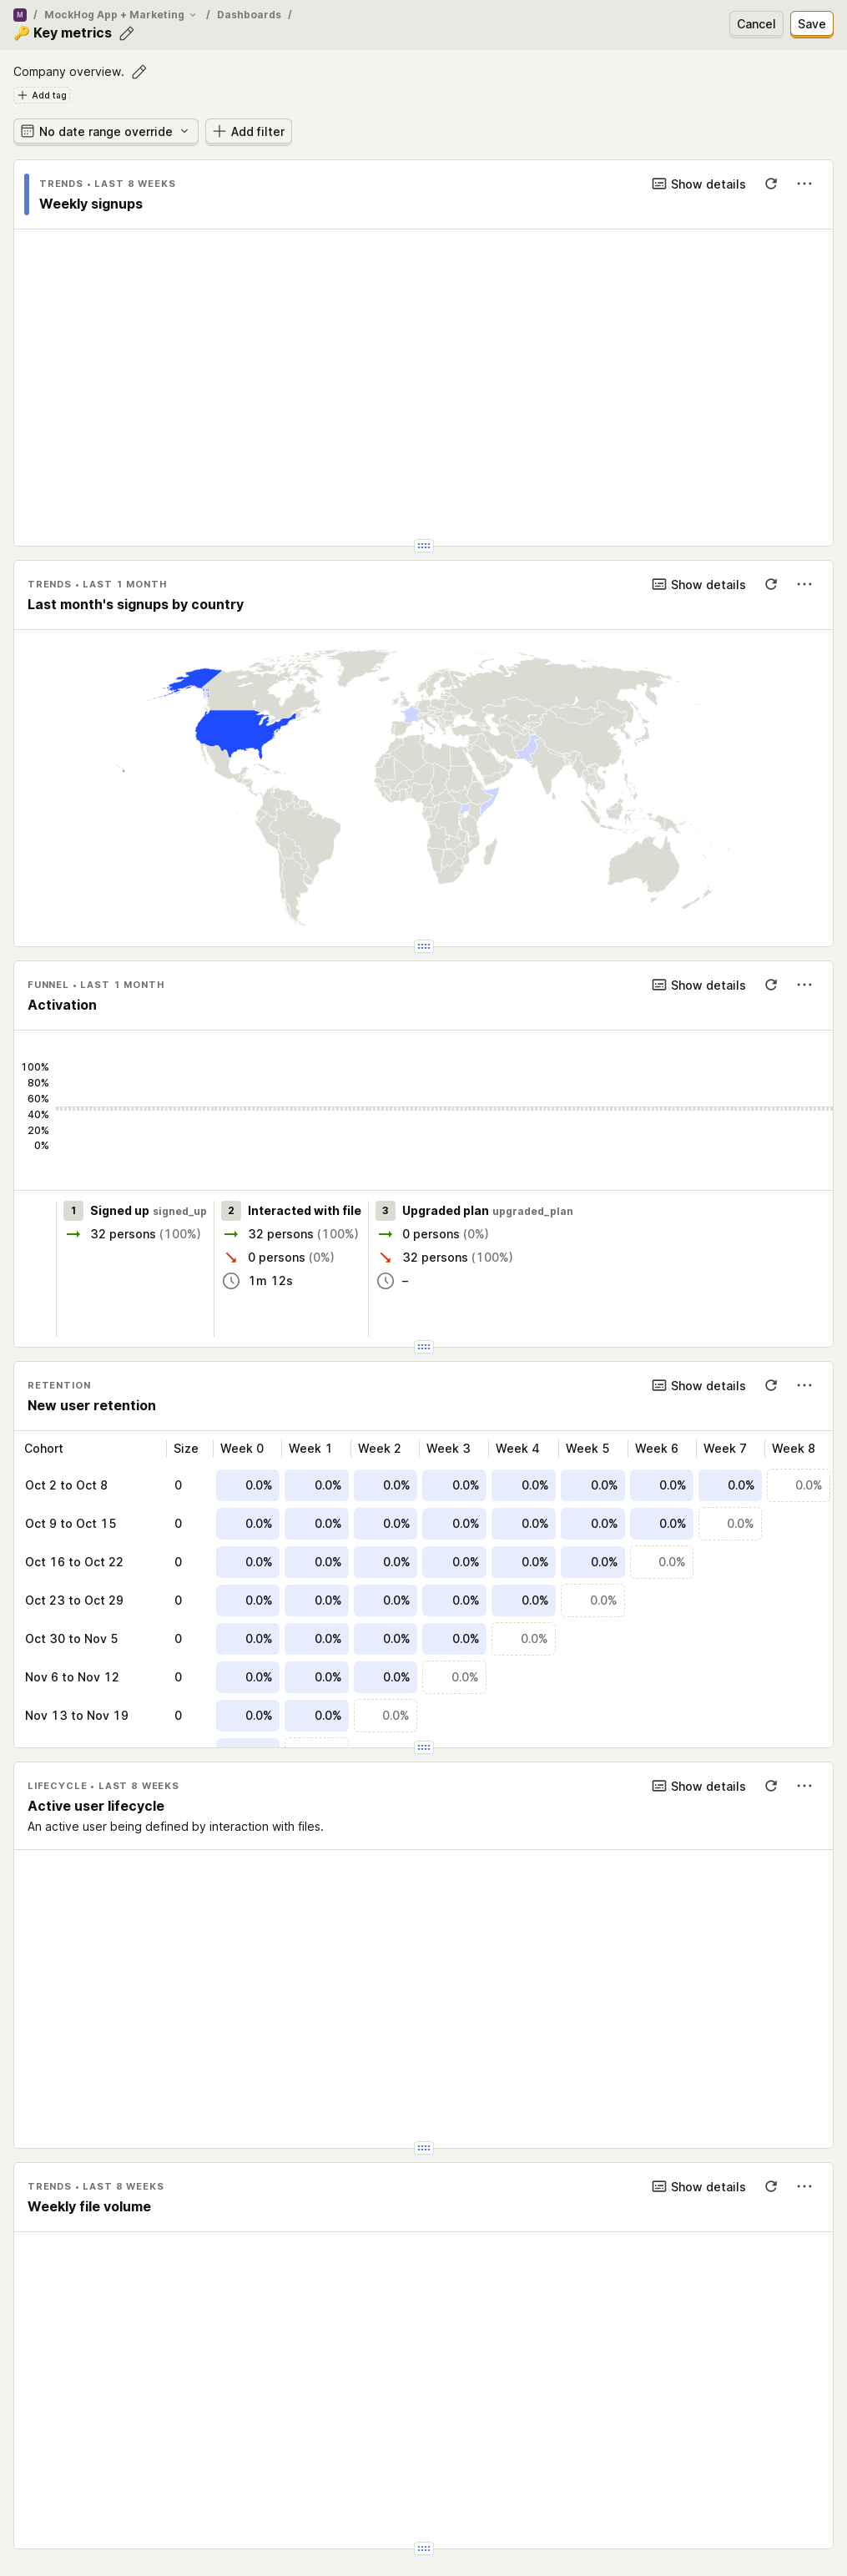 M / MockHog App + Marketing / Dashboards /
🔑 Key metrics
Cancel
Save
Company overview.
Add tag
No date range override
Add filter
TRENDS • LAST 8 WEEKS
Show details
Weekly signups
TRENDS • LAST 1 MONTH
Show details
Last month's signups by country
FUNNEL • LAST 1 MONTH
Show details
Activation
100%
80%
60%
40%
20%
0%
1 Signed up signed_up
32 persons (100%)
2 Interacted with file
32 persons (100%)
0 persons (0%)
1m 12s
3 Upgraded plan upgraded_plan
0 persons (0%)
32 persons (100%)
–
RETENTION
Show details
New user retention
Cohort Size Week 0 Week 1 Week 2 Week 3 Week 4 Week 5 Week 6 Week 7 Week 8
Oct 2 to Oct 8 0 0.0% 0.0% 0.0% 0.0% 0.0% 0.0% 0.0% 0.0% 0.0%
Oct 9 to Oct 15 0 0.0% 0.0% 0.0% 0.0% 0.0% 0.0% 0.0% 0.0%
Oct 16 to Oct 22 0 0.0% 0.0% 0.0% 0.0% 0.0% 0.0% 0.0%
Oct 23 to Oct 29 0 0.0% 0.0% 0.0% 0.0% 0.0% 0.0%
Oct 30 to Nov 5 0 0.0% 0.0% 0.0% 0.0% 0.0%
Nov 6 to Nov 12 0 0.0% 0.0% 0.0% 0.0%
Nov 13 to Nov 19 0 0.0% 0.0% 0.0%
LIFECYCLE • LAST 8 WEEKS
Show details
Active user lifecycle
An active user being defined by interaction with files.
TRENDS • LAST 8 WEEKS
Show details
Weekly file volume